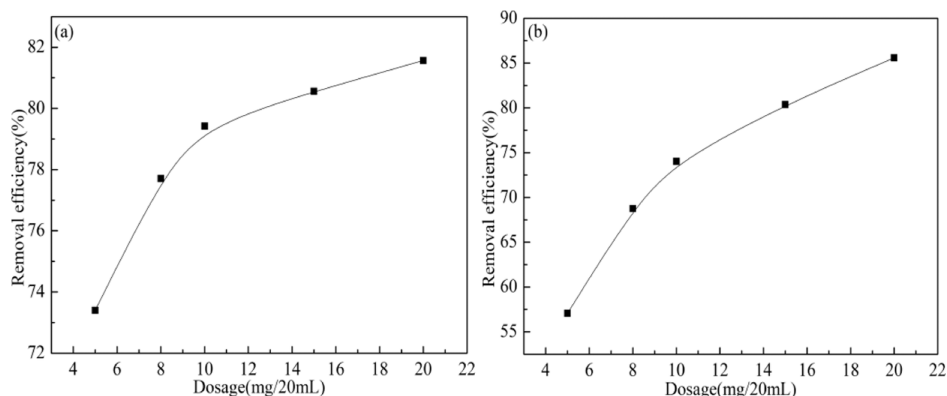 (a)
Removal efficiency(%)
82
80
78
76
74
72
4 6 8 10 12 14 16 18 20 22
Dosage(mg/20mL)
(b)
Removal efficiency(%)
90
85
80
75
70
65
60
55
4 6 8 10 12 14 16 18 20 22
Dosage(mg/20mL)